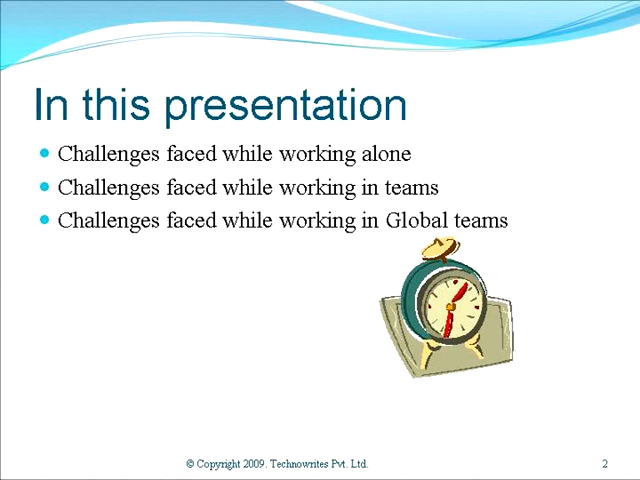 In this presentation
Challenges faced while working alone
Challenges faced while working in teams
Challenges faced while working in Global teams
© Copyright 2009. Technowrites Pvt. Ltd.
2